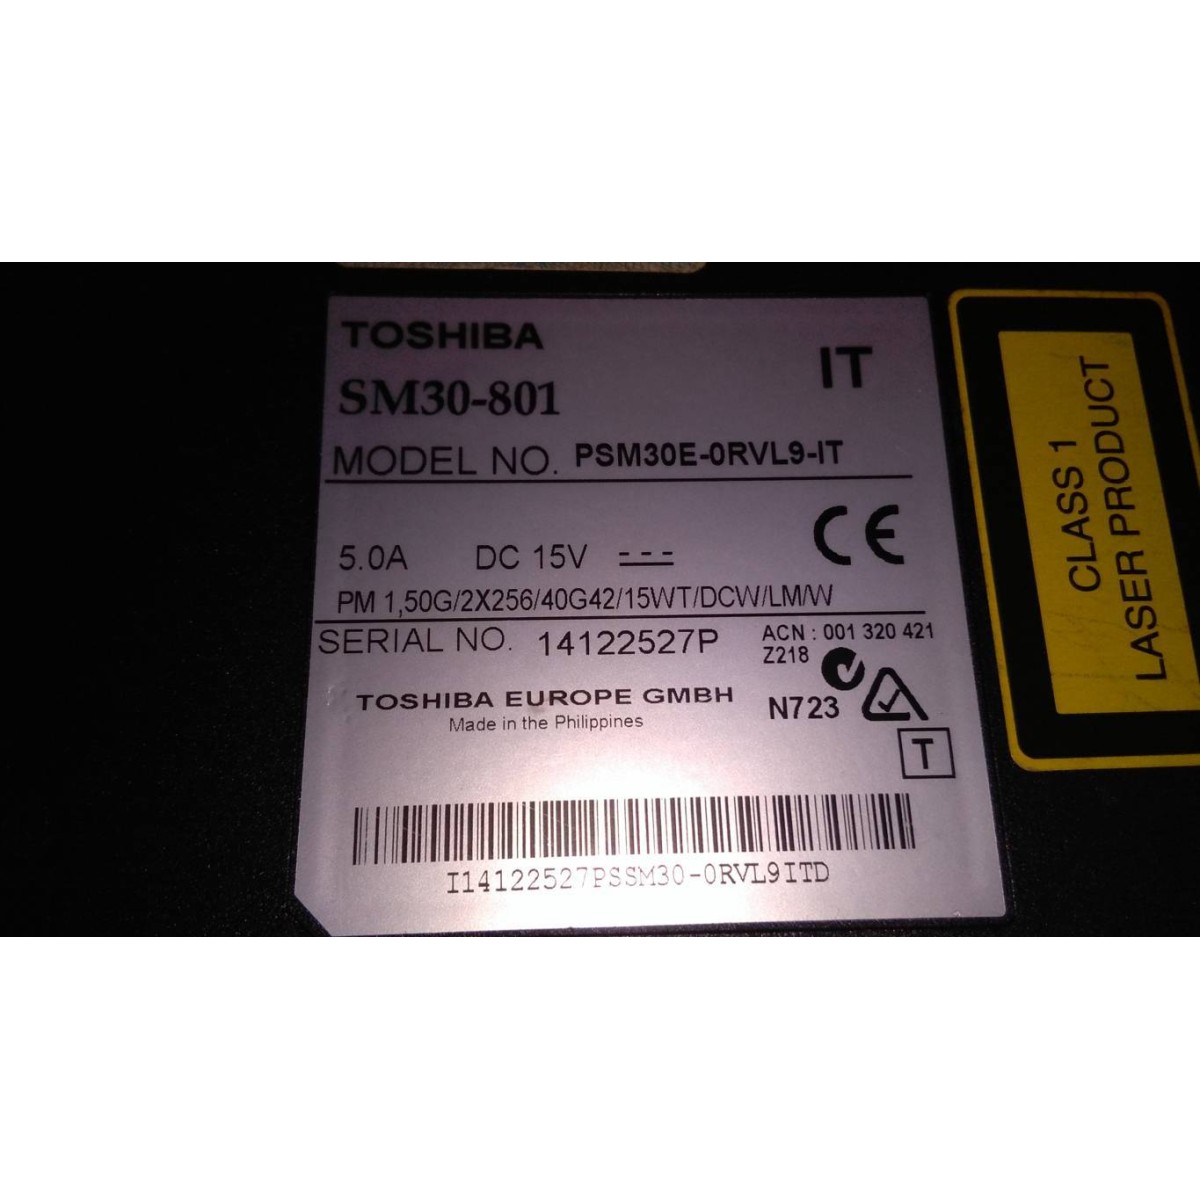 TOSHIBA
IT
SM30-801
MODEL NO. PSM30E-0RVL9-IT
CE
5.0A DC 15V
PM 1,50G/2X256/40G42/15WT/DCW/LM/W
SERIAL NO. 14122527P
ACN : 001 320 421
Z218
TOSHIBA EUROPE GMBH
N723
Made in the Philippines
T
I14122527PSSM30-0RVL9ITD
CLASS 1
LASER PRODUCT